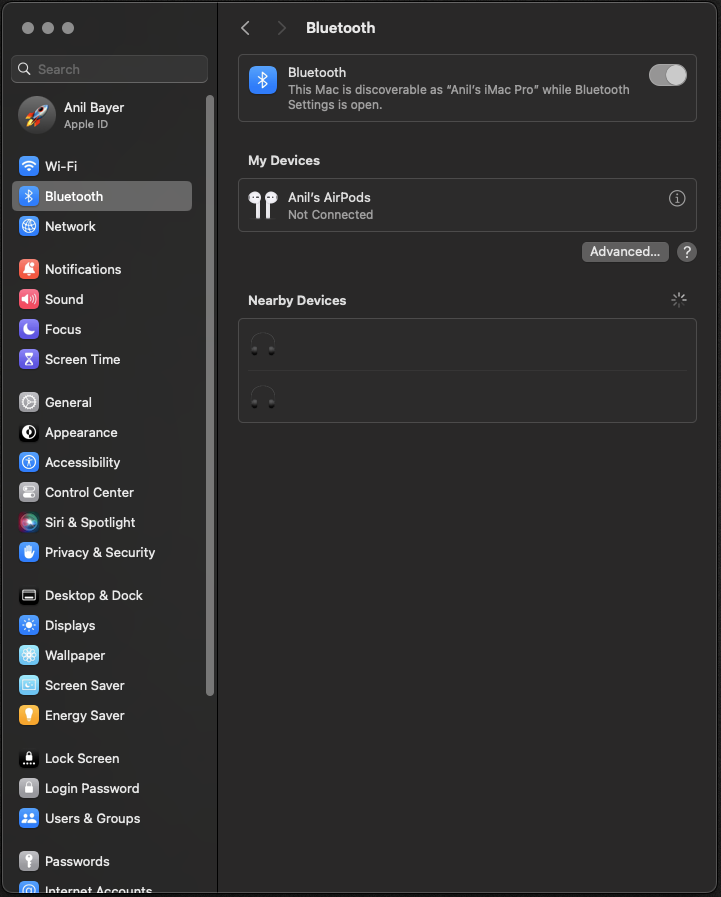 Bluetooth
Search
Anil Bayer
Apple ID
Wi-Fi
Bluetooth
Network
Notifications
Sound
Focus
Screen Time
General
Appearance
Accessibility
Control Center
Siri & Spotlight
Privacy & Security
Desktop & Dock
Displays
Wallpaper
Screen Saver
Energy Saver
Lock Screen
Login Password
Users & Groups
Passwords
Internet Accounts
Bluetooth
This Mac is discoverable as “Anil’s iMac Pro” while Bluetooth
Settings is open.
My Devices
Anil’s AirPods
Not Connected
Advanced...
?
Nearby Devices